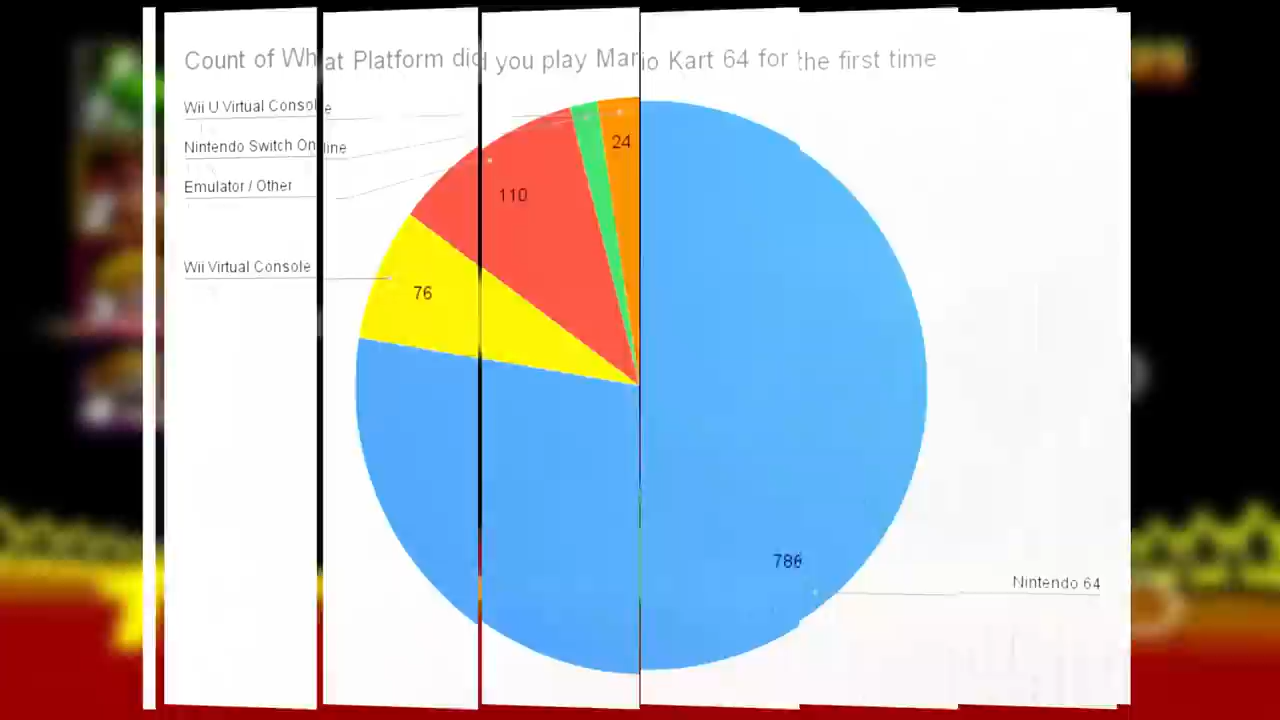 Count of What Platform did you play Mario Kart 64 for the first time
Wii U Virtual Console
24
Nintendo Switch Online
Emulator / Other
110
Wii Virtual Console
76
786
Nintendo 64